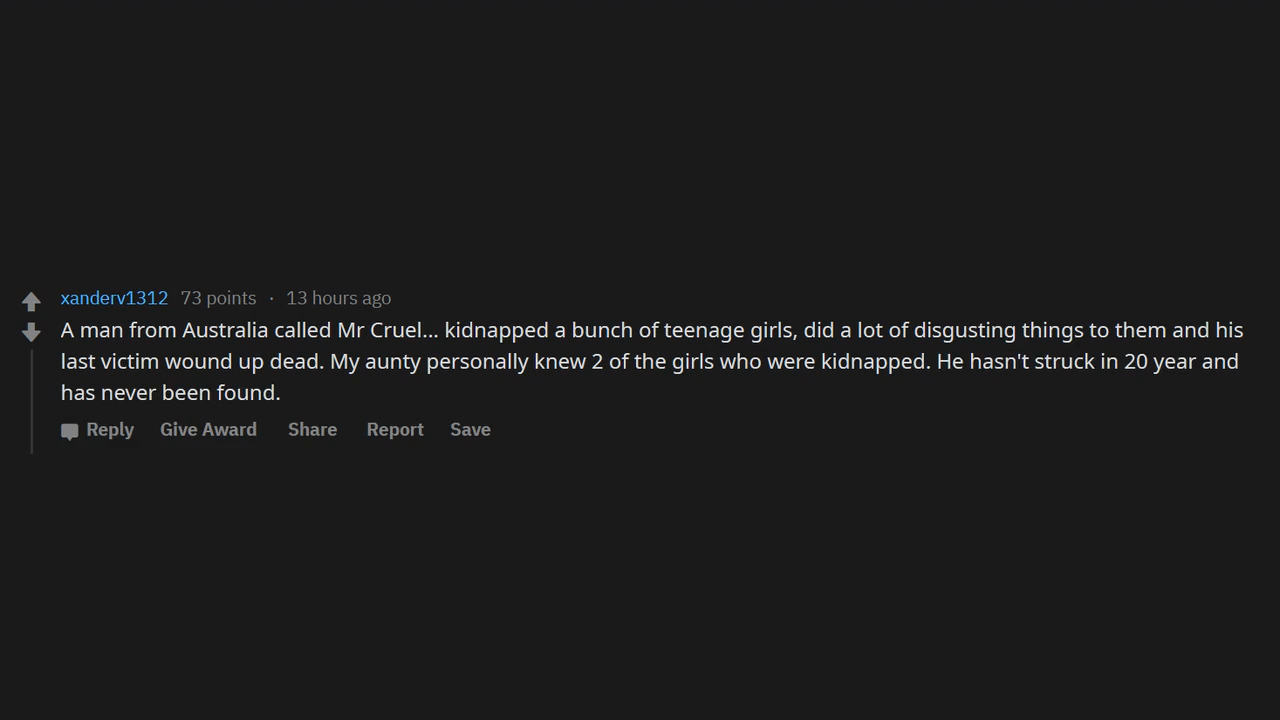 xanderv1312 73 points · 13 hours ago
A man from Australia called Mr Cruel... kidnapped a bunch of teenage girls, did a lot of disgusting things to them and his
last victim wound up dead. My aunty personally knew 2 of the girls who were kidnapped. He hasn't struck in 20 year and
has never been found.
Reply Give Award Share Report Save